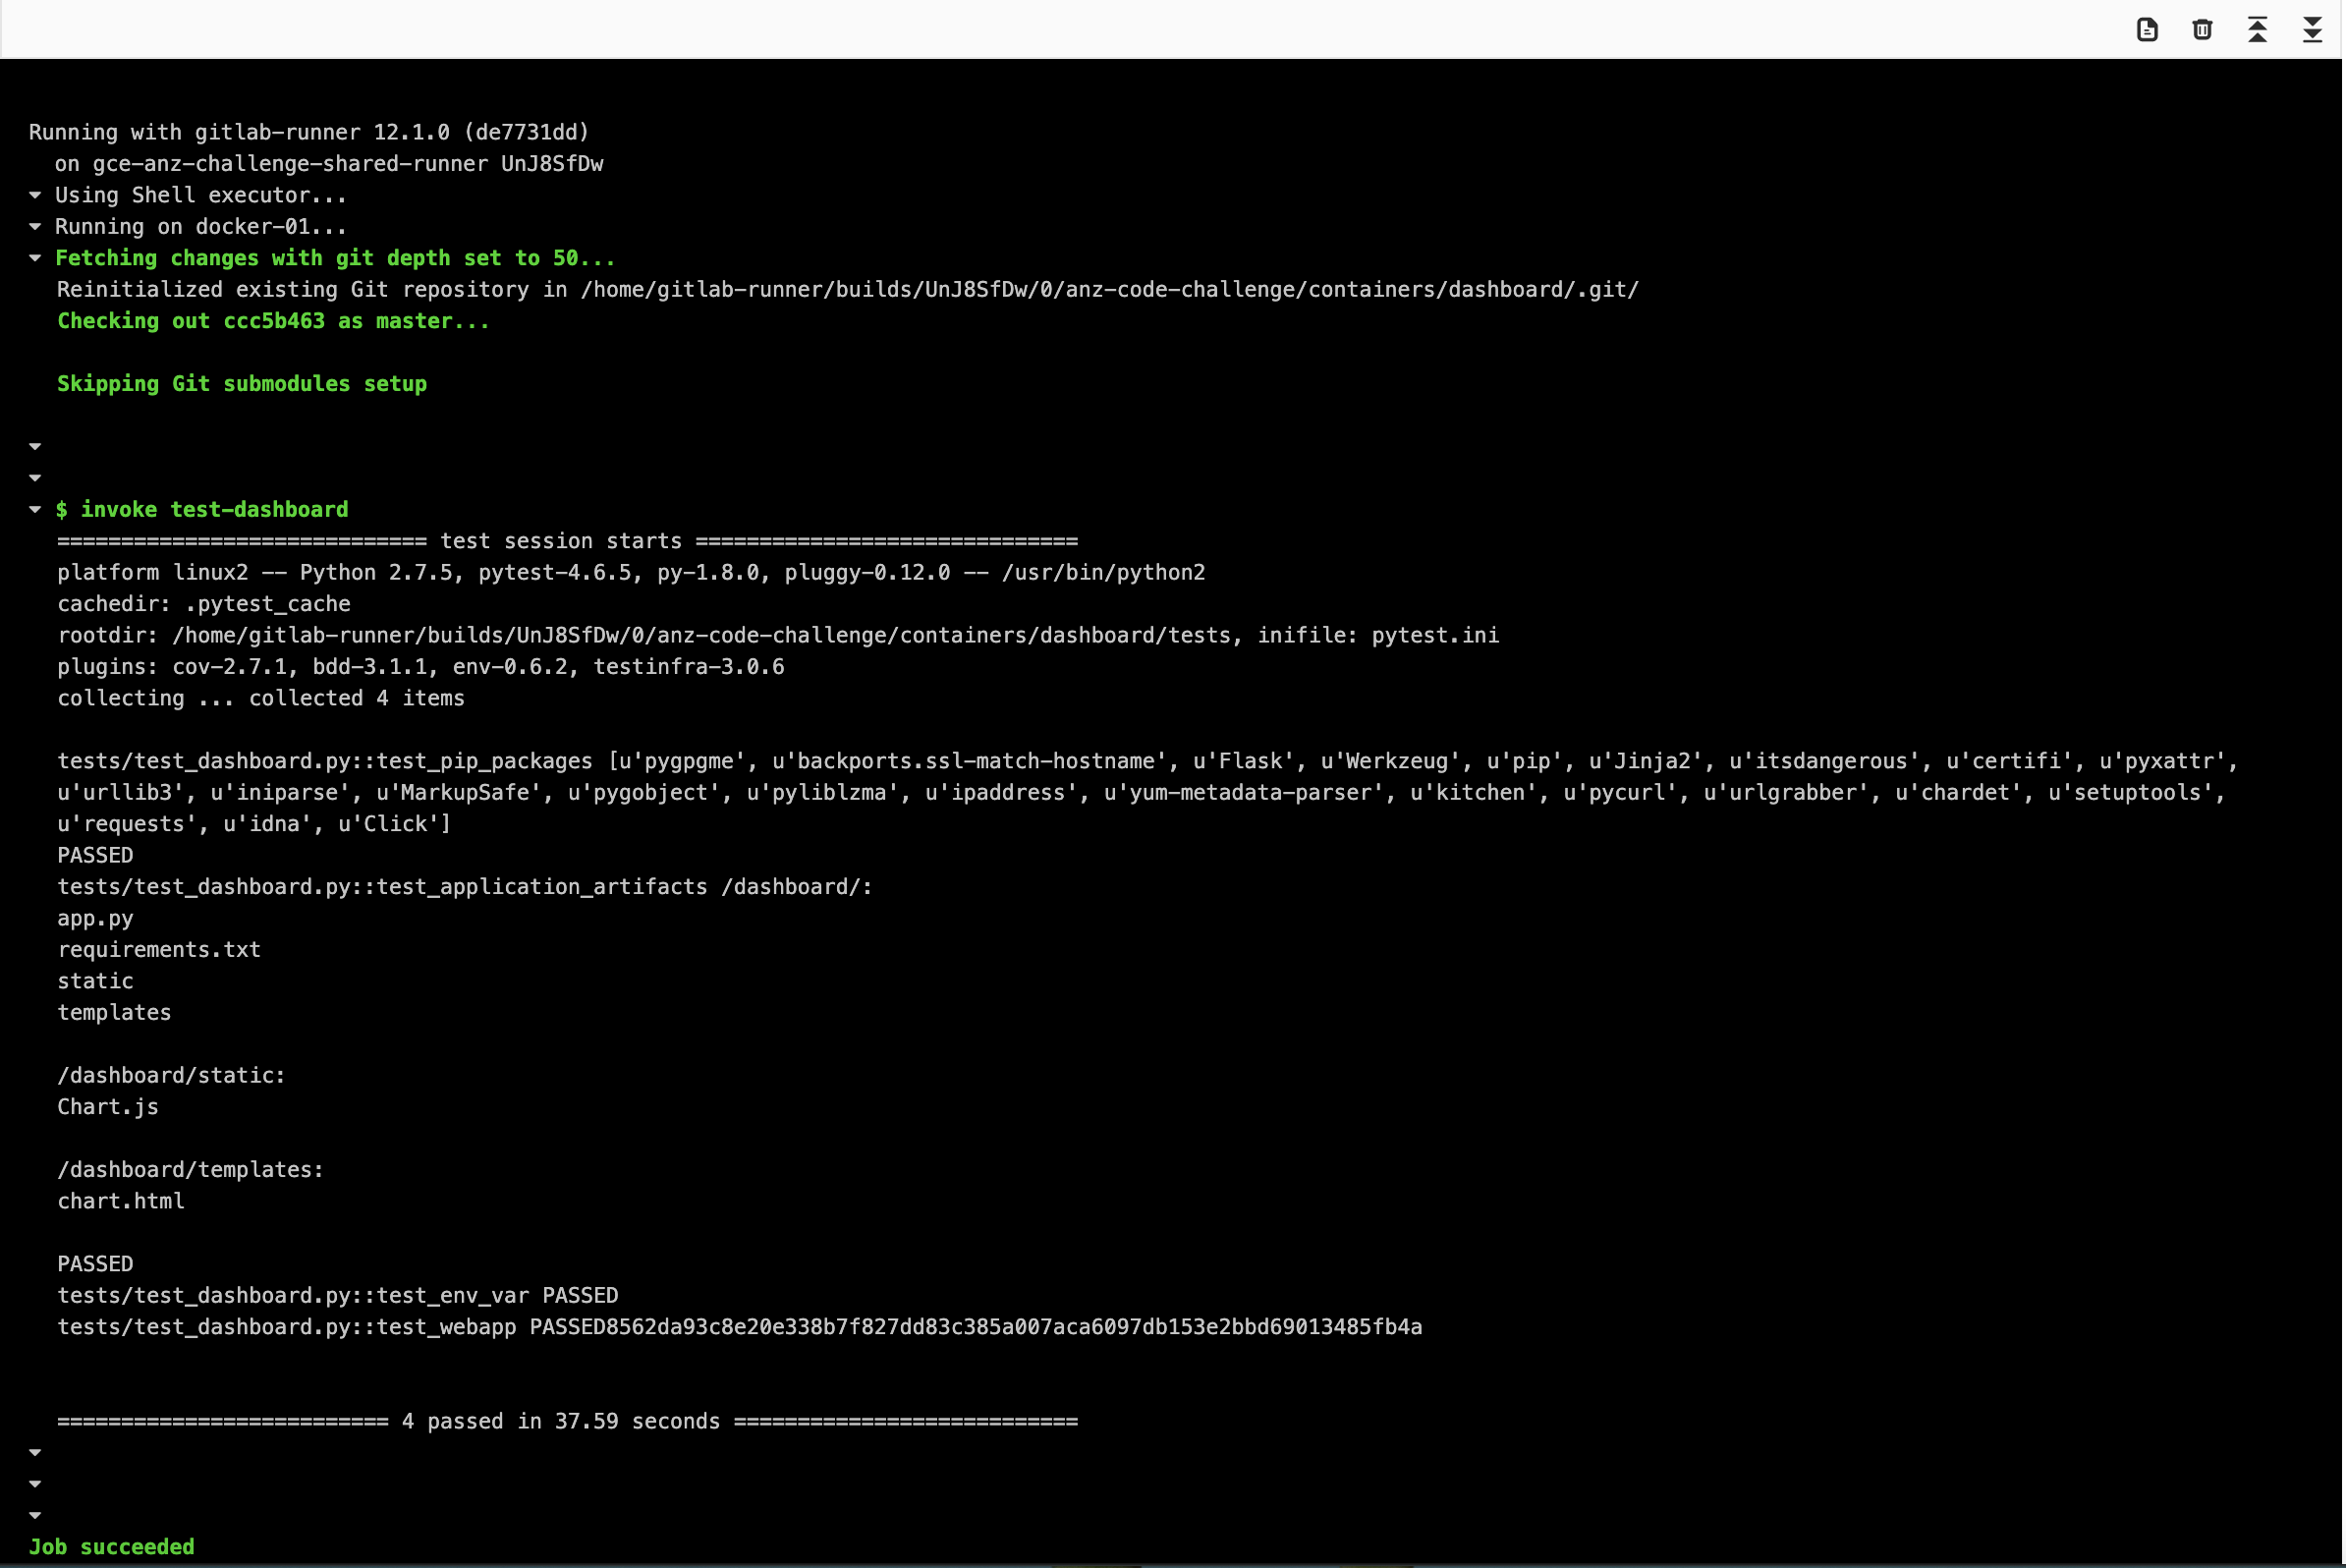 Running with gitlab-runner 12.1.0 (de7731dd)
on gce-anz-challenge-shared-runner UnJ8SfDw
Using Shell executor...
Running on docker-01...
Fetching changes with git depth set to 50...
Reinitialized existing Git repository in /home/gitlab-runner/builds/UnJ8SfDw/0/anz-code-challenge/containers/dashboard/.git/
Checking out ccc5b463 as master...
Skipping Git submodules setup
$ invoke test-dashboard
============================= test session starts ==============================
platform linux2 -- Python 2.7.5, pytest-4.6.5, py-1.8.0, pluggy-0.12.0 -- /usr/bin/python2
cachedir: .pytest_cache
rootdir: /home/gitlab-runner/builds/UnJ8SfDw/0/anz-code-challenge/containers/dashboard/tests, inifile: pytest.ini
plugins: cov-2.7.1, bdd-3.1.1, env-0.6.2, testinfra-3.0.6
collecting ... collected 4 items
tests/test_dashboard.py::test_pip_packages [u'pygpgme', u'backports.ssl-match-hostname', u'Flask', u'Werkzeug', u'pip', u'Jinja2', u'itsdangerous', u'certifi', u'pyxattr',
u'urllib3', u'iniparse', u'MarkupSafe', u'pygobject', u'pyliblzma', u'ipaddress', u'yum-metadata-parser', u'kitchen', u'pycurl', u'urlgrabber', u'chardet', u'setuptools',
u'requests', u'idna', u'Click']
PASSED
tests/test_dashboard.py::test_application_artifacts /dashboard/:
app.py
requirements.txt
static
templates
/dashboard/static:
Chart.js
/dashboard/templates:
chart.html
PASSED
tests/test_dashboard.py::test_env_var PASSED
tests/test_dashboard.py::test_webapp PASSED8562da93c8e20e338b7f827dd83c385a007aca6097db153e2bbd69013485fb4a
========================== 4 passed in 37.59 seconds ===========================
Job succeeded